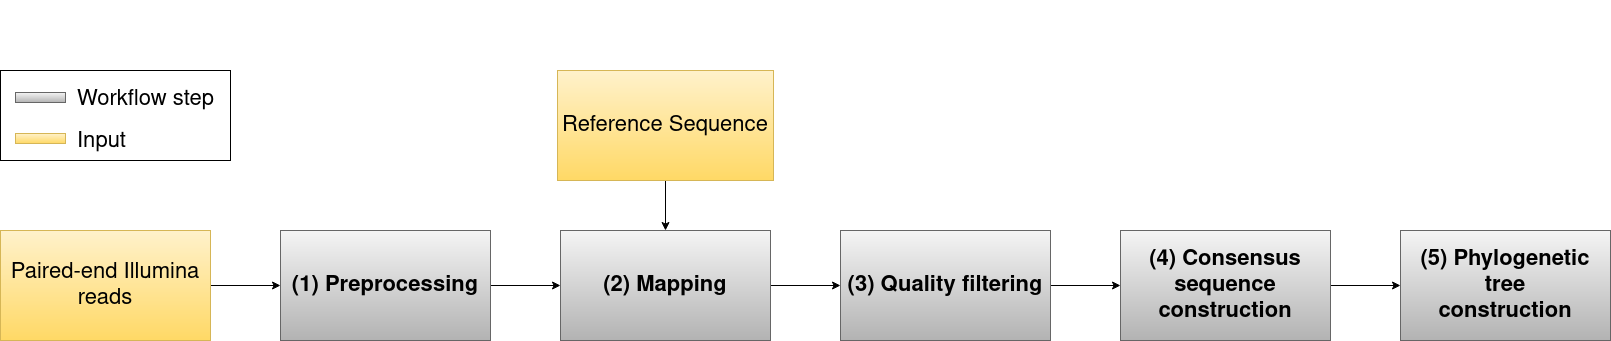 Workflow step
Input
Reference Sequence
Paired-end Illumina
reads
(1) Preprocessing
(2) Mapping
(3) Quality filtering
(4) Consensus
sequence
construction
(5) Phylogenetic
tree
construction